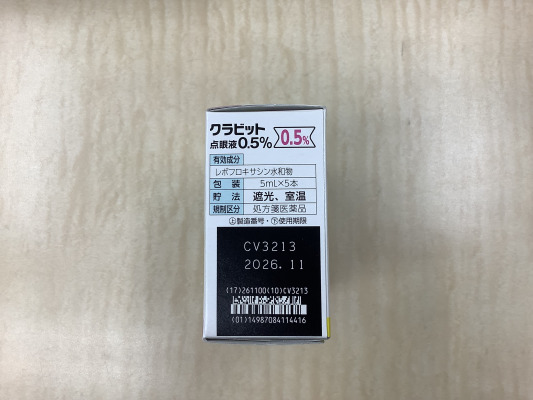 クラビット
点眼液0.5%
0.5%
有効成分
レボフロキサシン水和物
包 装 5mL×5本
貯 法 遮光、室温
規制区分 処方箋医薬品
㊤製造番号・㊦使用期限
CV3213
2026.11
(17)261100(10)CV3213
(01)14987084114416